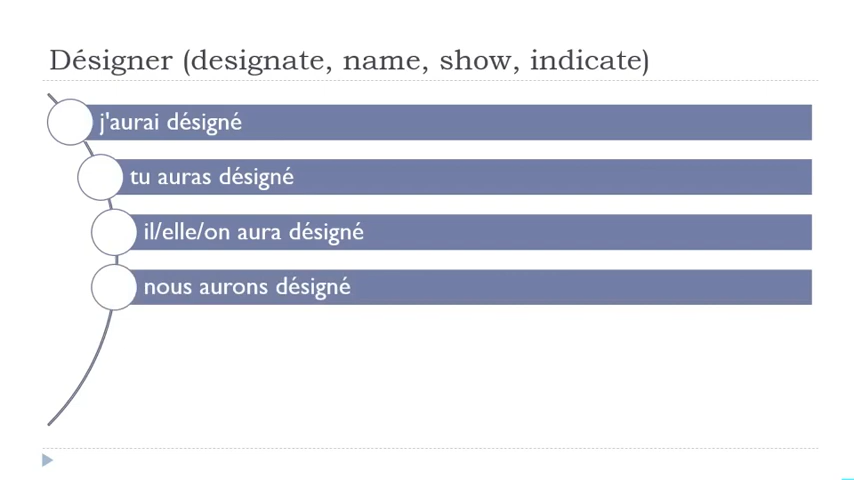 Désigner (designate, name, show, indicate)
j'aurai désigné
tu auras désigné
il/elle/on aura désigné
nous aurons désigné